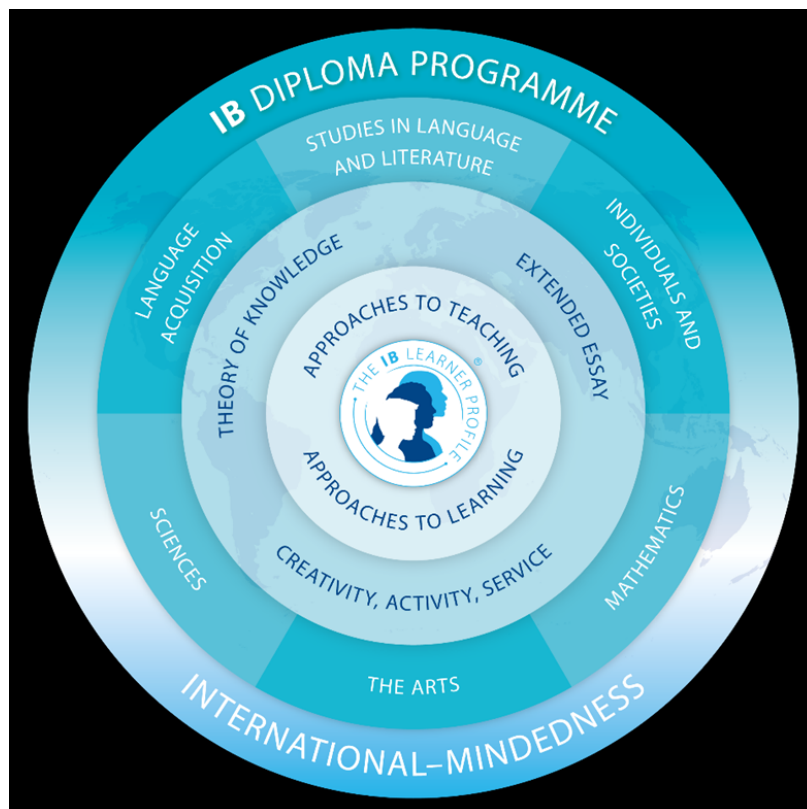 IB DIPLOMA PROGRAMME
STUDIES IN LANGUAGE
AND LITERATURE
LANGUAGE
ACQUISITION
INDIVIDUALS AND
SOCIETIES
THEORY OF KNOWLEDGE
EXTENDED ESSAY
APPROACHES TO TEACHING
THE IB LEARNER PROFILE
®
APPROACHES TO LEARNING
SCIENCES
CREATIVITY, ACTIVITY, SERVICE
MATHEMATICS
THE ARTS
INTERNATIONAL–MINDEDNESS